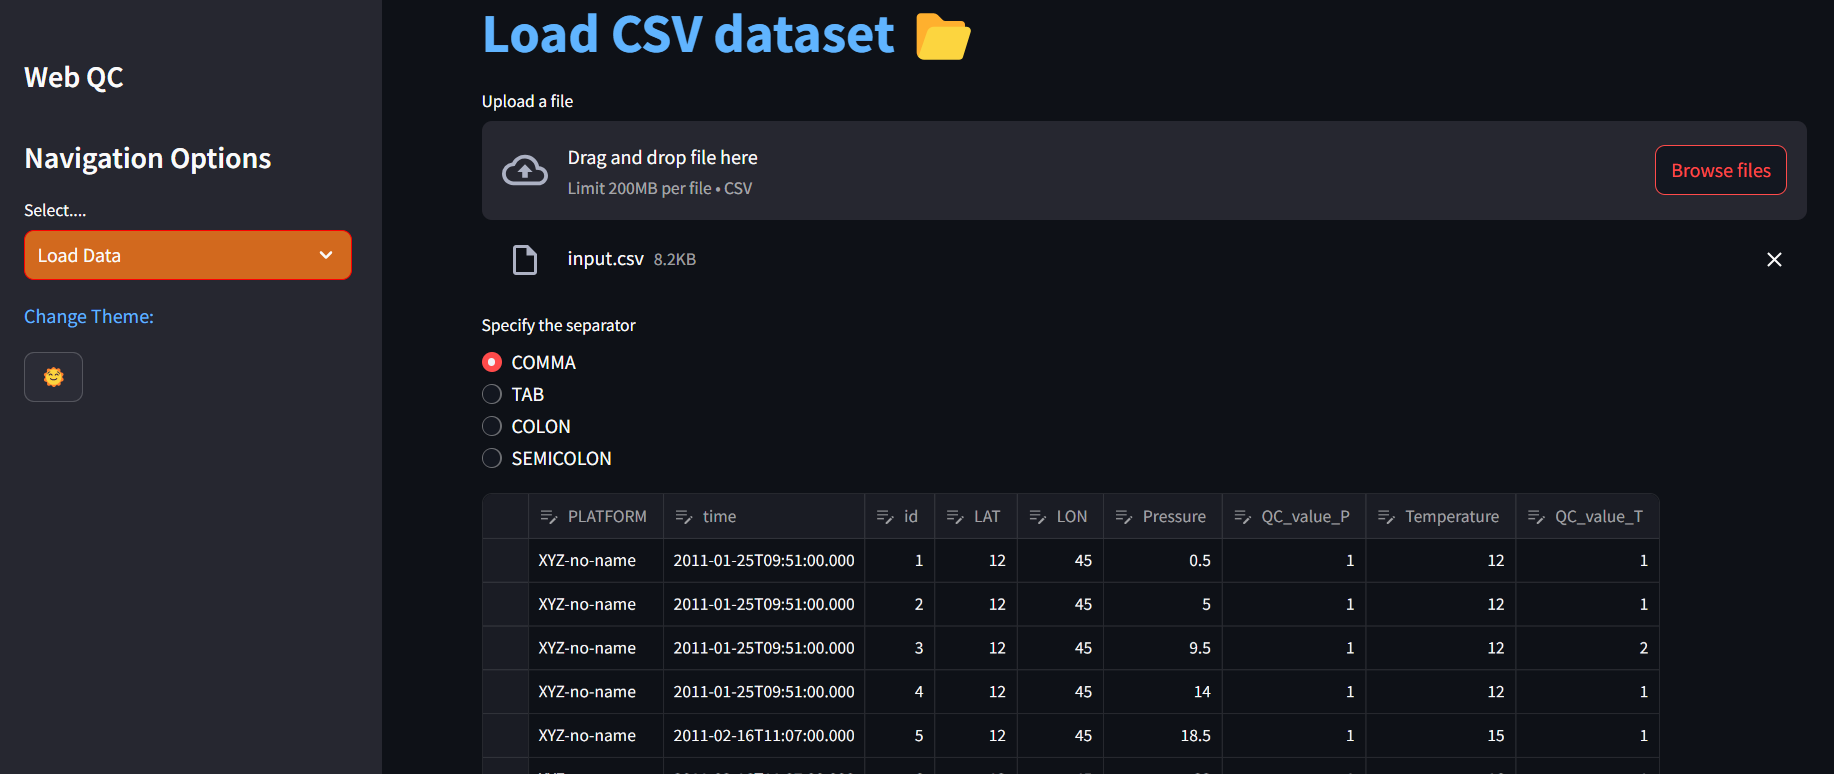 Web QC
Navigation Options
Select....
Load Data
Change Theme:
Load CSV dataset
Upload a file
Drag and drop file here
Limit 200MB per file • CSV
Browse files
input.csv 8.2KB
Specify the separator
COMMA
TAB
COLON
SEMICOLON
PLATFORM time id LAT LON Pressure QC_value_P Temperature QC_value_T
XYZ-no-name 2011-01-25T09:51:00.000 1 12 45 0.5 1 12 1
XYZ-no-name 2011-01-25T09:51:00.000 2 12 45 5 1 12 1
XYZ-no-name 2011-01-25T09:51:00.000 3 12 45 9.5 1 12 2
XYZ-no-name 2011-01-25T09:51:00.000 4 12 45 14 1 12 1
XYZ-no-name 2011-02-16T11:07:00.000 5 12 45 18.5 1 15 1